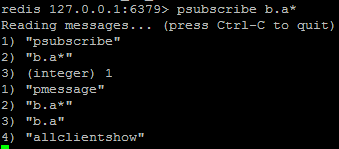 redis 127.0.0.1:6379> psubscribe b.a*
Reading messages... (press Ctrl-C to quit)
1) "psubscribe"
2) "b.a*"
3) (integer) 1
1) "pmessage"
2) "b.a*"
3) "b.a"
4) "allclientshow"